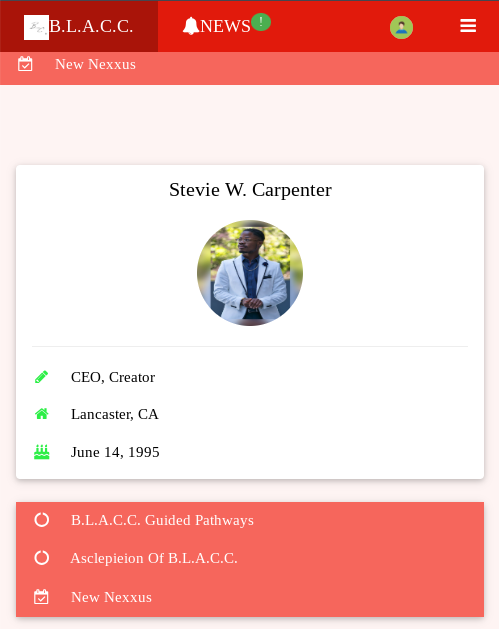 B.L.A.C.C. NEWS !
New Nexxus
Stevie W. Carpenter
CEO, Creator
Lancaster, CA
June 14, 1995
B.L.A.C.C. Guided Pathways
Asclepieion Of B.L.A.C.C.
New Nexxus